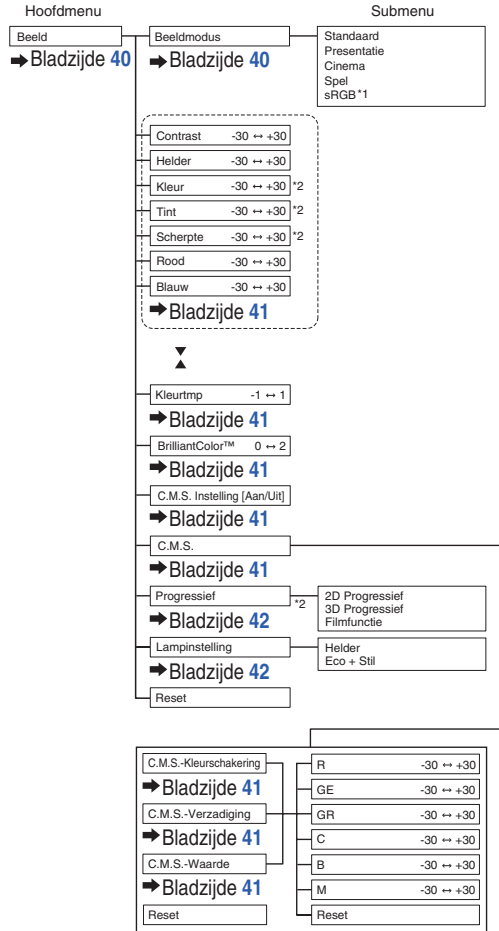 Hoofdmenu
Submenu
Beeld
➡Bladzijde 40
Beeldmodus
➡Bladzijde 40
Standaard
Presentatie
Cinema
Spel
sRGB*1
Contrast -30 ↔ +30
Helder -30 ↔ +30
Kleur -30 ↔ +30 *2
Tint -30 ↔ +30 *2
Scherpte -30 ↔ +30 *2
Rood -30 ↔ +30
Blauw -30 ↔ +30
➡Bladzijde 41
Kleurtmp -1 ↔ 1
➡Bladzijde 41
BrilliantColor™ 0 ↔ 2
➡Bladzijde 41
C.M.S. Instelling [Aan/Uit]
➡Bladzijde 41
C.M.S.
➡Bladzijde 41
Progressief *2
➡Bladzijde 42
2D Progressief
3D Progressief
Filmfunctie
Lampinstelling
➡Bladzijde 42
Helder
Eco + Stil
Reset
C.M.S.-Kleurschakering
➡Bladzijde 41
C.M.S.-Verzadiging
➡Bladzijde 41
C.M.S.-Waarde
➡Bladzijde 41
Reset
R -30 ↔ +30
GE -30 ↔ +30
GR -30 ↔ +30
C -30 ↔ +30
B -30 ↔ +30
M -30 ↔ +30
Reset